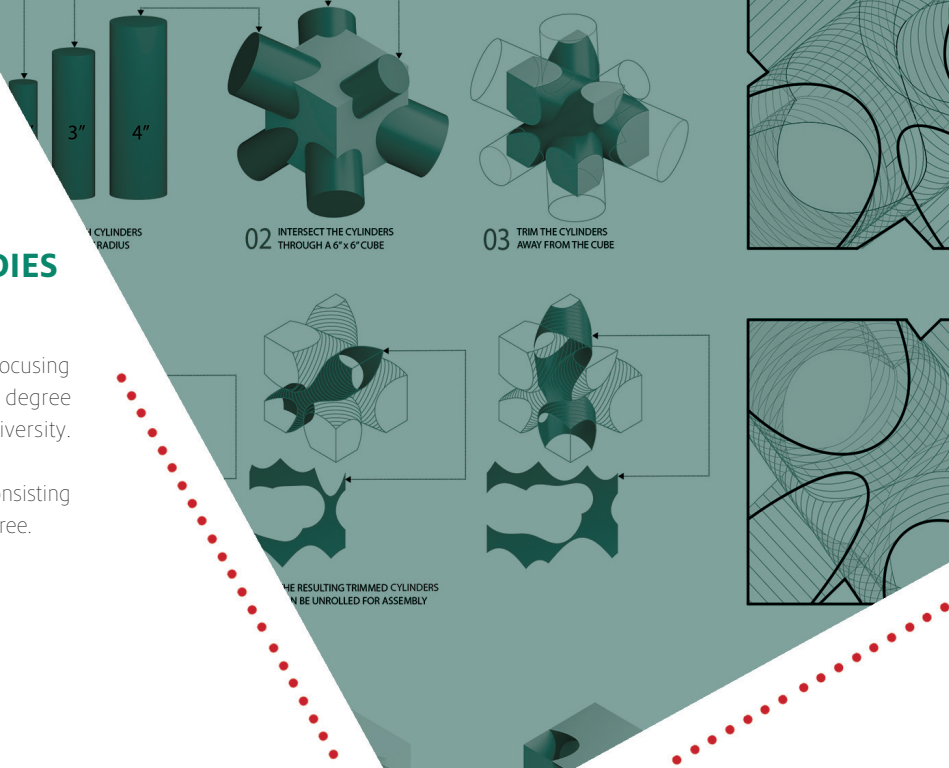 3”
4”
CYLINDERS
RADIUS
02 INTERSECT THE CYLINDERS
THROUGH A 6” x 6” CUBE
03 TRIM THE CYLINDERS
AWAY FROM THE CUBE
DIES
ocusing
degree
iversity.
nsisting
ree.
HE RESULTING TRIMMED CYLINDERS
N BE UNROLLED FOR ASSEMBLY